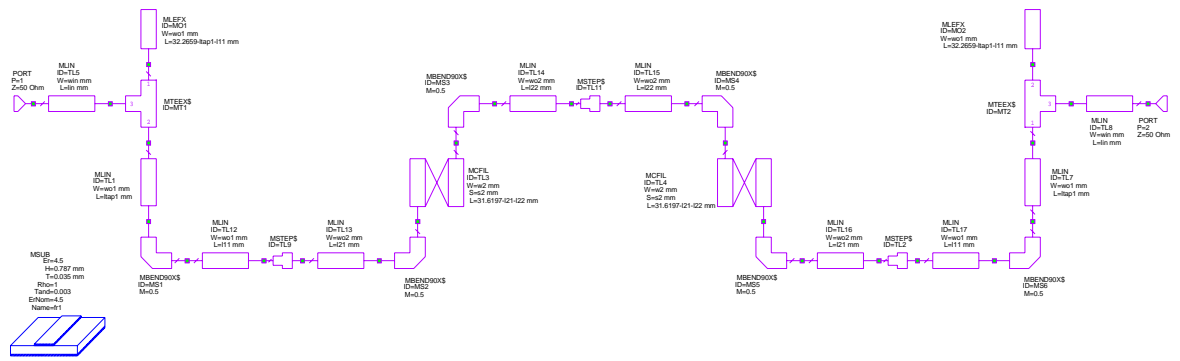 MLEFX
ID=MO1
W=wo1 mm
L=32.2659-ltap1-l11 mm
MLEFX
ID=MO2
W=wo1 mm
L=32.2659-ltap1-l11 mm
PORT
P=1
Z=50 Ohm
MLIN
ID=TL5
W=win mm
L=lin mm
1
3
2
MTEEX$
ID=MT1
MBEND90X$
ID=MS3
M=0.5
MLIN
ID=TL14
W=wo2 mm
L=l22 mm
MSTEP$
ID=TL11
MLIN
ID=TL15
W=wo2 mm
L=l22 mm
MBEND90X$
ID=MS4
M=0.5
2
3
1
MTEEX$
ID=MT2
MLIN
ID=TL8
W=win mm
L=lin mm
PORT
P=2
Z=50 Ohm
MLIN
ID=TL1
W=wo1 mm
L=ltap1 mm
MCFIL
ID=TL3
W=w2 mm
S=s2 mm
L=31.6197-l21-l22 mm
MCFIL
ID=TL4
W=w2 mm
S=s2 mm
L=31.6197-l21-l22 mm
MLIN
ID=TL7
W=wo1 mm
L=ltap1 mm
MLIN
ID=TL12
W=wo1 mm
L=l11 mm
MSTEP$
ID=TL9
MLIN
ID=TL13
W=wo2 mm
L=l21 mm
MLIN
ID=TL16
W=wo2 mm
L=l21 mm
MSTEP$
ID=TL2
MLIN
ID=TL17
W=wo1 mm
L=l11 mm
MBEND90X$
ID=MS1
M=0.5
MBEND90X$
ID=MS2
M=0.5
MBEND90X$
ID=MS5
M=0.5
MBEND90X$
ID=MS6
M=0.5
MSUB
Er=4.5
H=0.787 mm
T=0.035 mm
Rho=1
Tand=0.003
ErNom=4.5
Name=fr1